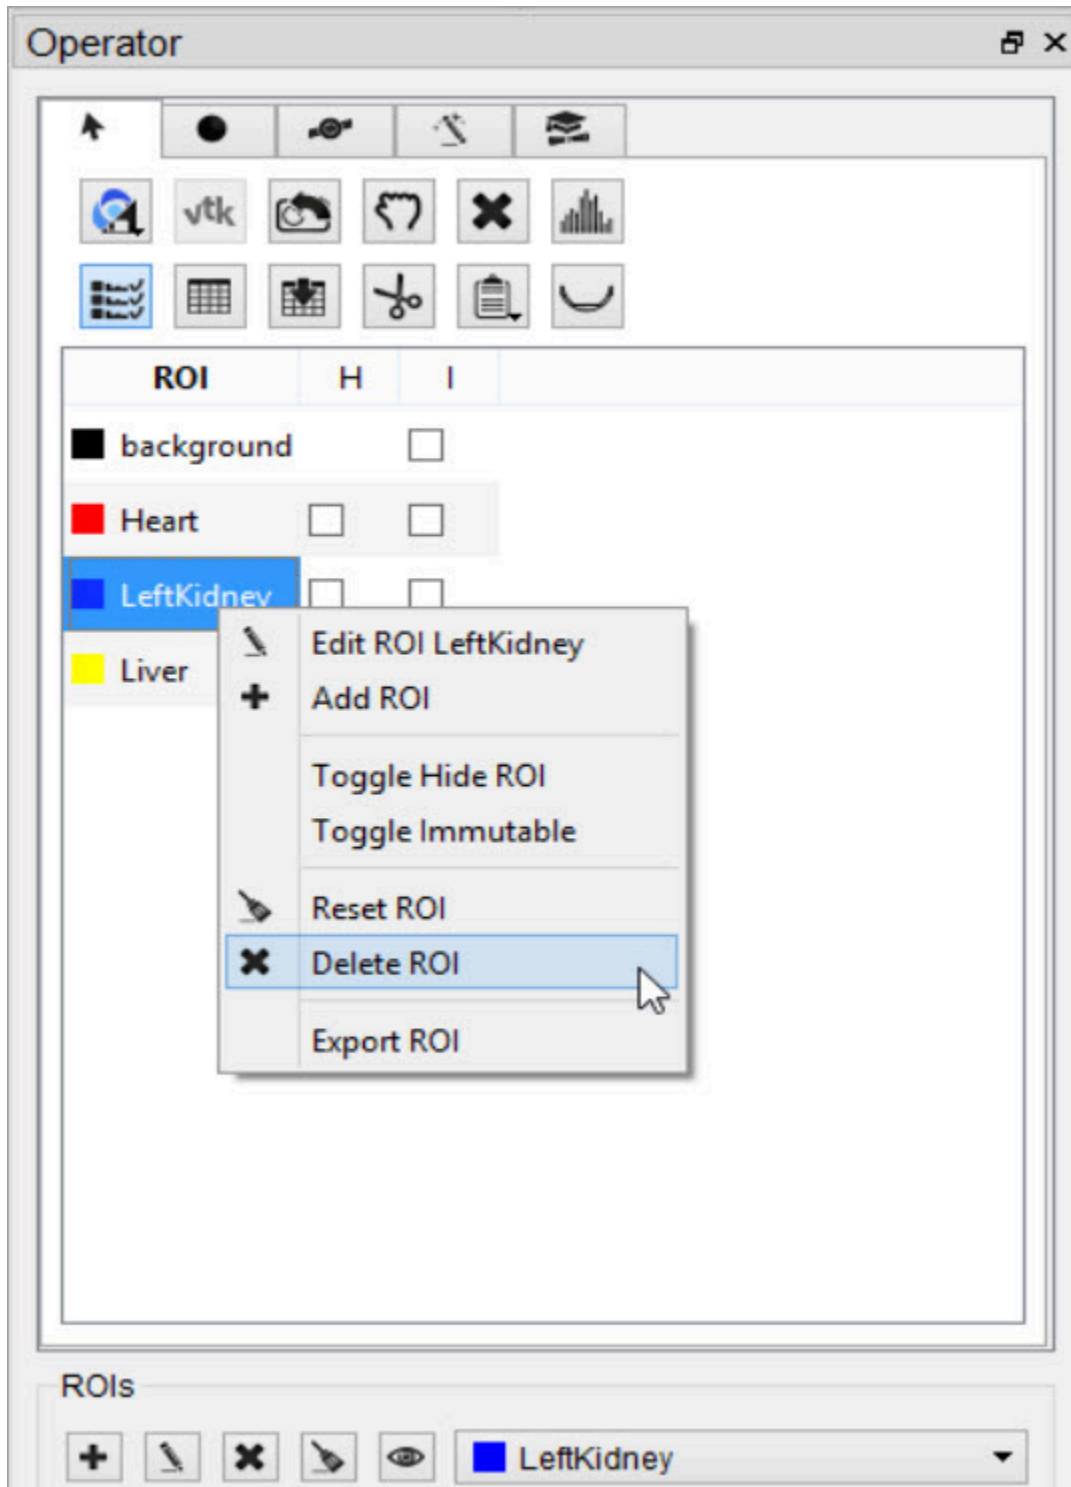 Operator
vtk
ROI H I
background
Heart
LeftKidney
Liver
Edit ROI LeftKidney
Add ROI
Toggle Hide ROI
Toggle Immutable
Reset ROI
Delete ROI
Export ROI
ROIs
LeftKidney